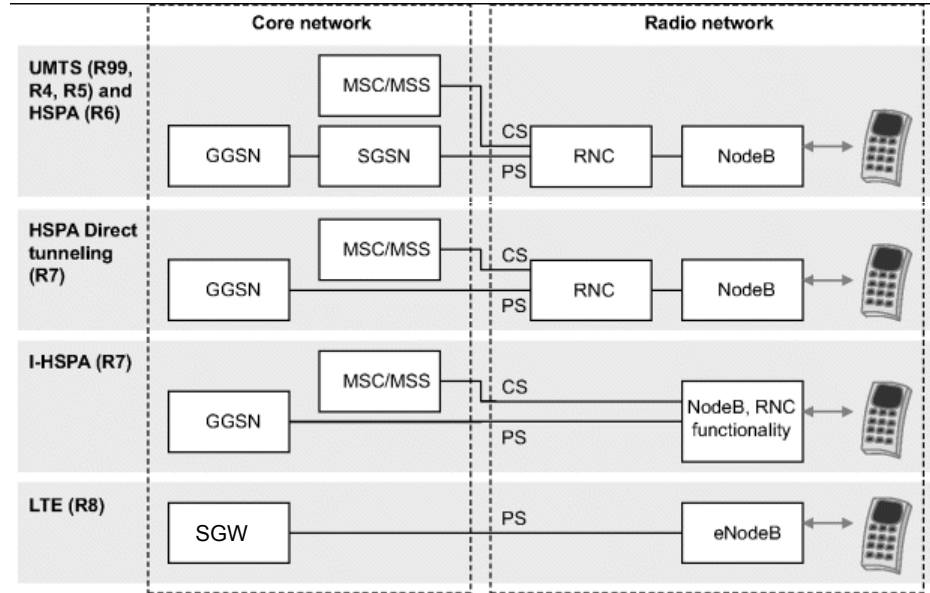 Core network
Radio network
UMTS (R99,
R4, R5) and
HSPA (R6)
MSC/MSS
GGSN
SGSN
CS
PS
RNC
NodeB
HSPA Direct
tunneling
(R7)
MSC/MSS
GGSN
CS
PS
RNC
NodeB
I-HSPA (R7)
MSC/MSS
GGSN
CS
PS
NodeB, RNC
functionality
LTE (R8)
SGW
PS
eNodeB